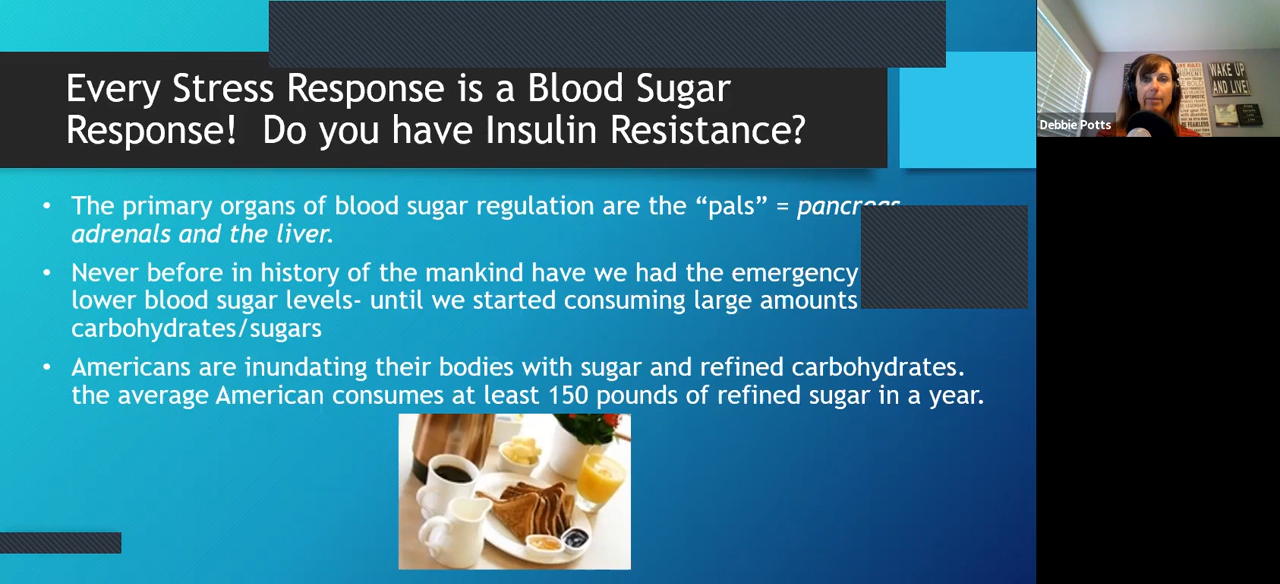 Every Stress Response is a Blood Sugar
Response! Do you have Insulin Resistance?
WAKE UP
AND LIVE!
Debbie Potts
• The primary organs of blood sugar regulation are the “pals” = pancreas
adrenals and the liver.
• Never before in history of the mankind have we had the emergency
lower blood sugar levels- until we started consuming large amounts
carbohydrates/sugars
• Americans are inundating their bodies with sugar and refined carbohydrates.
the average American consumes at least 150 pounds of refined sugar in a year.